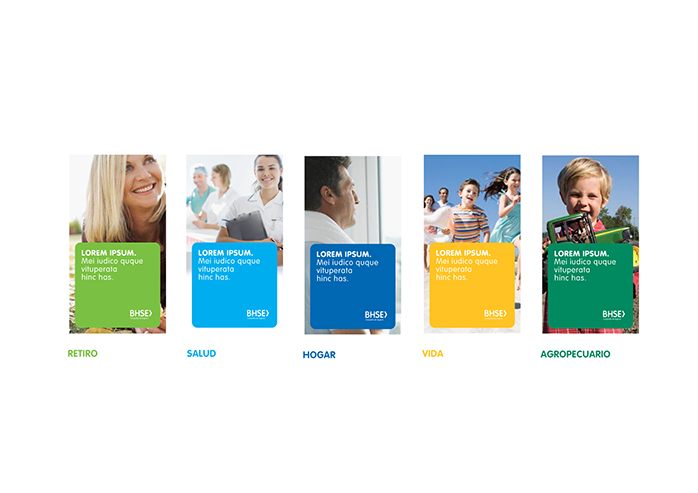 LOREM IPSUM.
Mei iudico quque
vituperata
hinc has.
BHSE
RETIRO
LOREM IPSUM.
Mei iudico quque
vituperata
hinc has.
BHSE
SALUD
LOREM IPSUM.
Mei iudico quque
vituperata
hinc has.
BHSE
HOGAR
LOREM IPSUM.
Mei iudico quque
vituperata
hinc has.
BHSE
VIDA
LOREM IPSUM.
Mei iudico quque
vituperata
hinc has.
BHSE
AGROPECUARIO